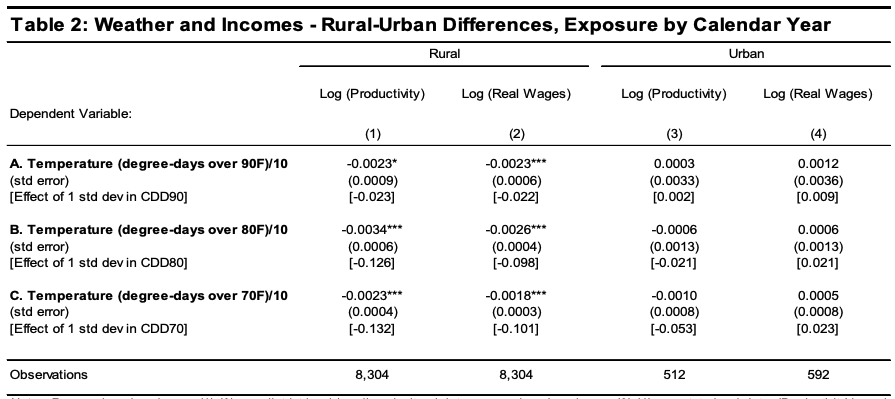 Table 2: Weather and Incomes - Rural-Urban Differences, Exposure by Calendar Year
Rural Urban
Log (Productivity) Log (Real Wages) Log (Productivity) Log (Real Wages)
Dependent Variable:
(1) (2) (3) (4)
A. Temperature (degree-days over 90F)/10 -0.0023* -0.0023*** 0.0003 0.0012
(std error) (0.0009) (0.0006) (0.0033) (0.0036)
[Effect of 1 std dev in CDD90] [-0.023] [-0.022] [0.002] [0.009]
B. Temperature (degree-days over 80F)/10 -0.0034*** -0.0026*** -0.0006 0.0006
(std error) (0.0006) (0.0004) (0.0013) (0.0013)
[Effect of 1 std dev in CDD80] [-0.126] [-0.098] [-0.021] [0.021]
C. Temperature (degree-days over 70F)/10 -0.0023*** -0.0018*** -0.0010 0.0005
(std error) (0.0004) (0.0003) (0.0008) (0.0008)
[Effect of 1 std dev in CDD70] [-0.132] [-0.101] [-0.053] [0.023]
Observations 8,304 8,304 512 592